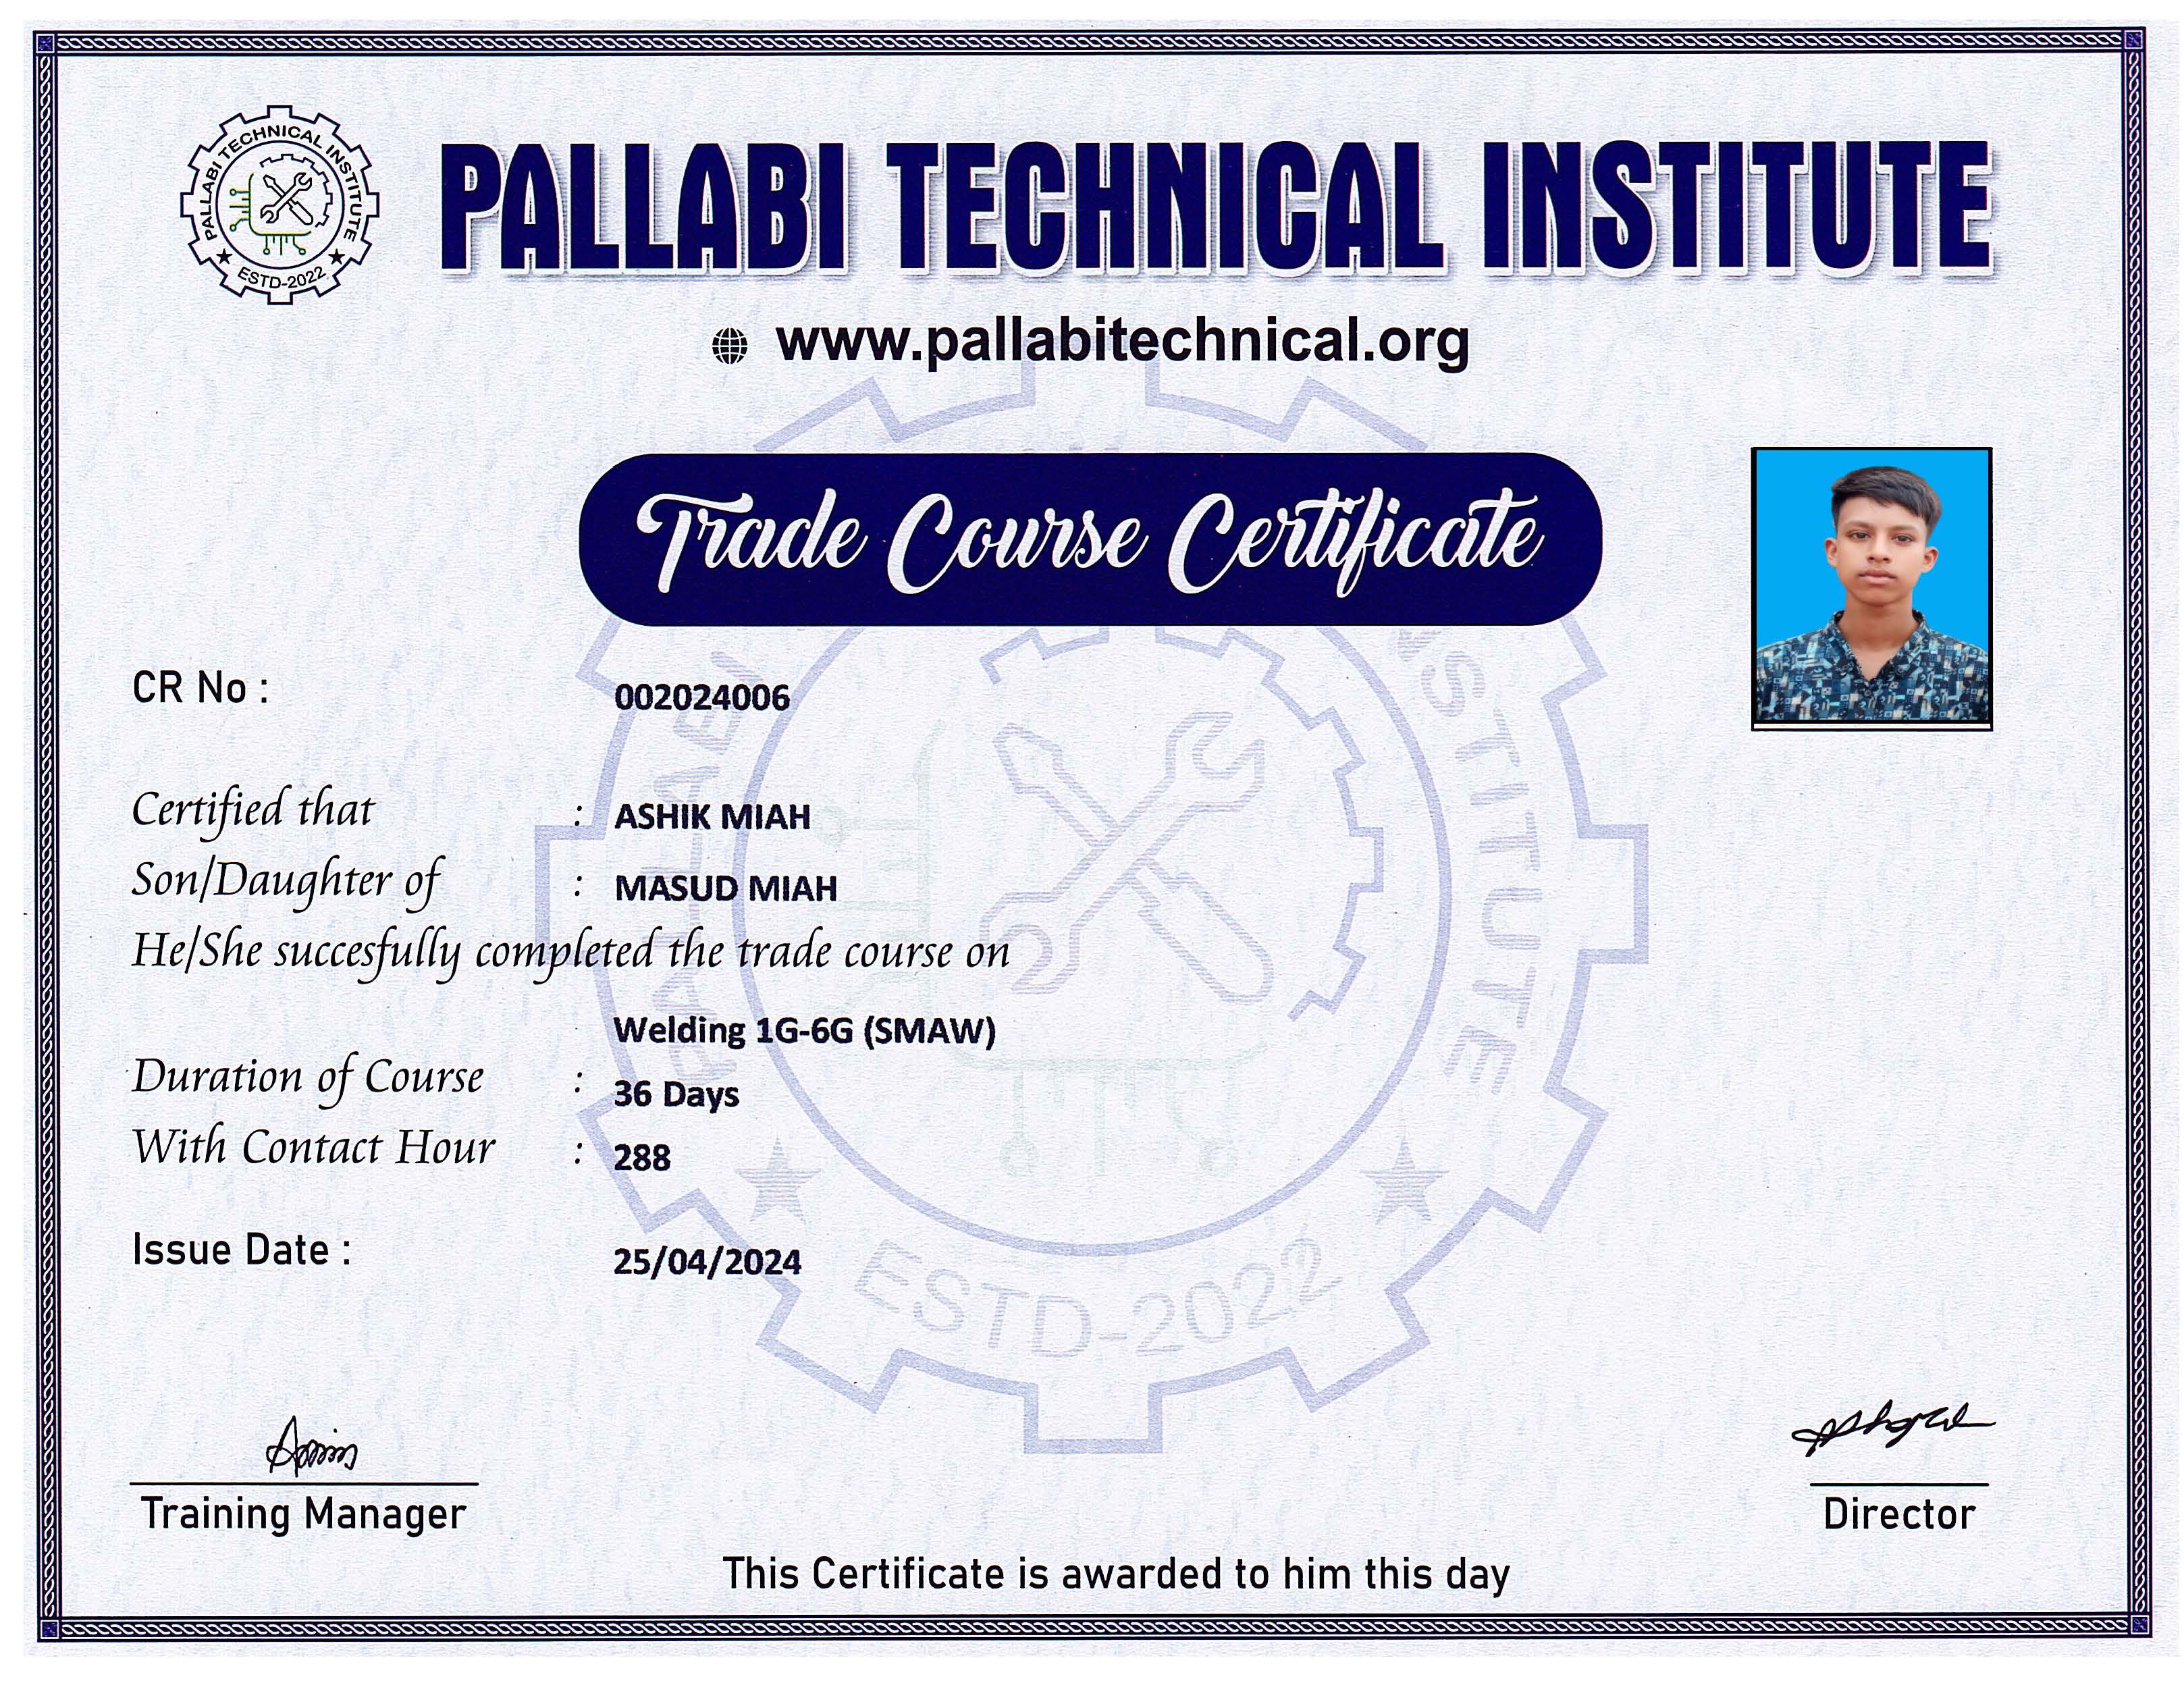 PALLABI TECHNICAL INSTITUTE
ESTD-2022
PALLABI TECHNICAL INSTITUTE
www.pallabitechnical.org
Trade Course Certificate
CR No : 002024006
Certified that : ASHIK MIAH
Son/Daughter of : MASUD MIAH
He/She succesfully completed the trade course on
Welding 1G-6G (SMAW)
Duration of Course : 36 Days
With Contact Hour : 288
Issue Date : 25/04/2024
PALLABI INSTITUTE
ESTD-2022
Training Manager
Director
This Certificate is awarded to him this day